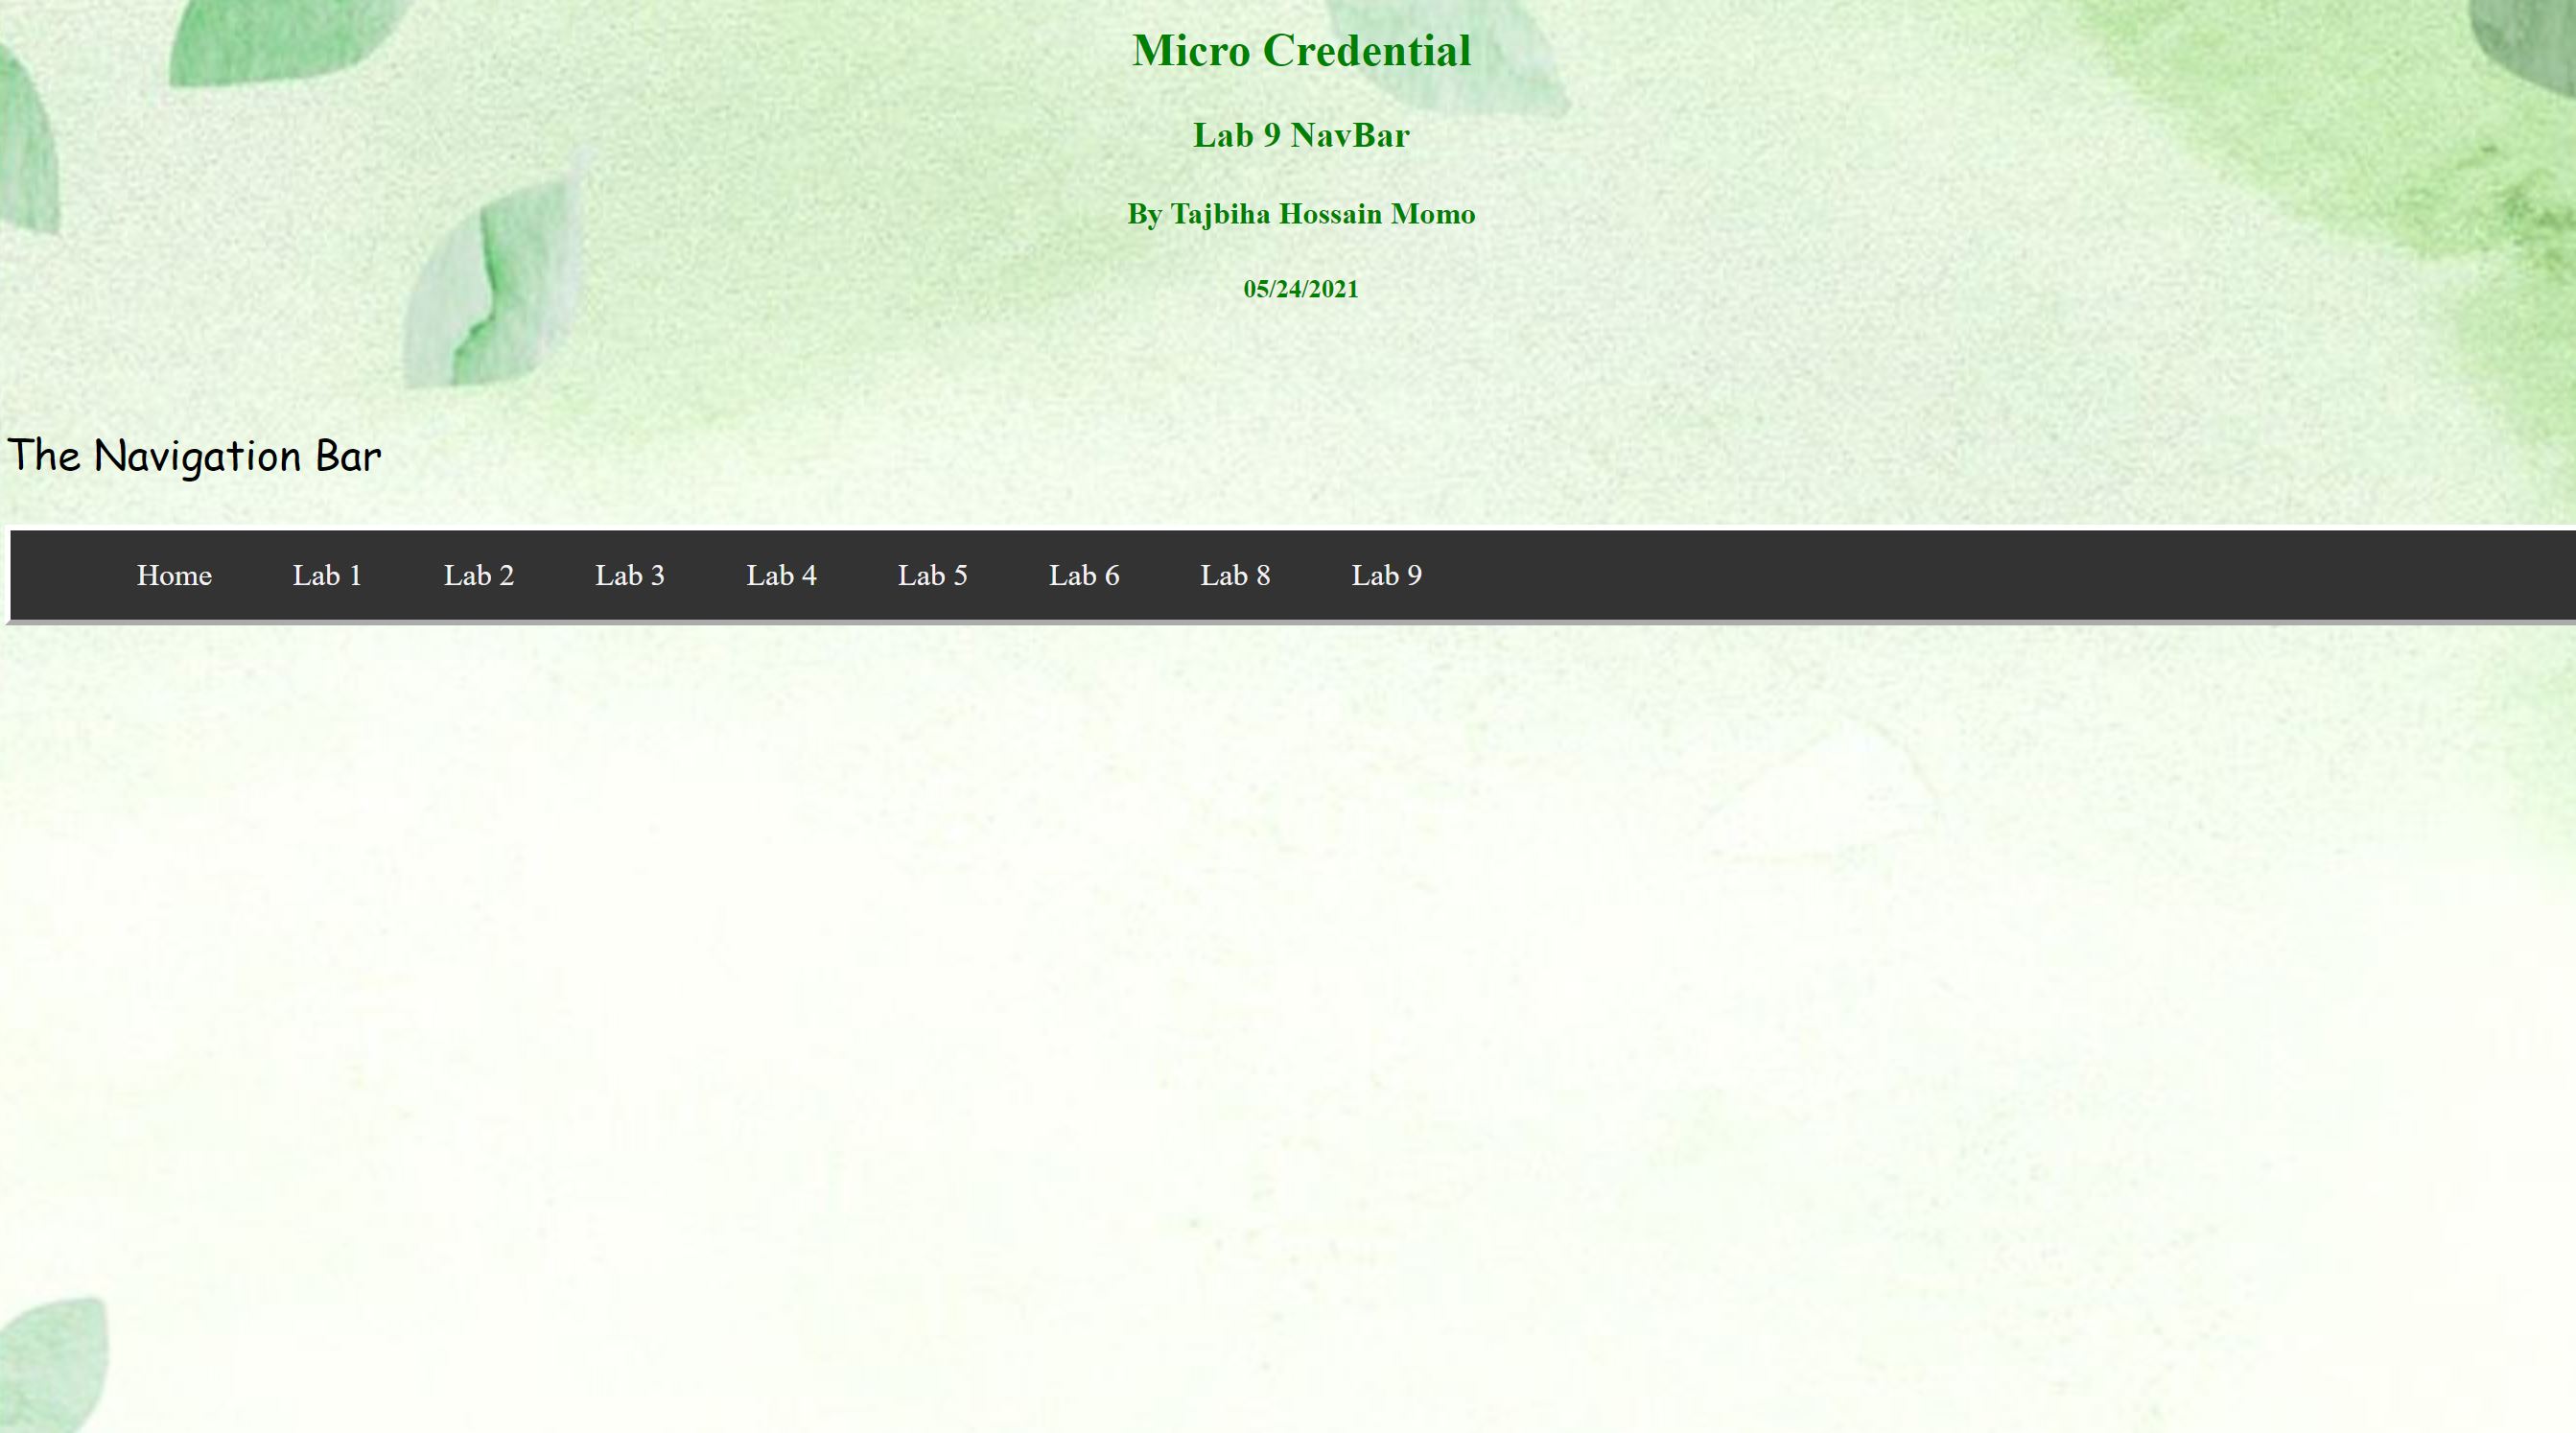 Micro Credential
Lab 9 NavBar
By Tajbiha Hossain Momo
05/24/2021
The Navigation Bar
Home Lab 1 Lab 2 Lab 3 Lab 4 Lab 5 Lab 6 Lab 8 Lab 9